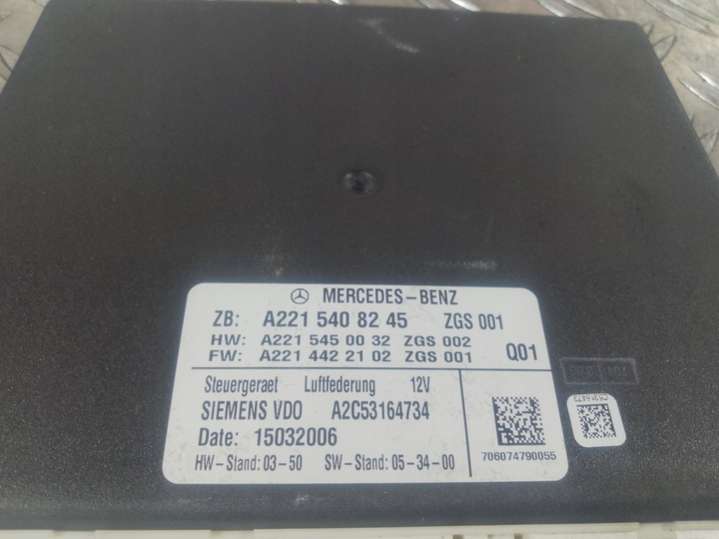 MERCEDES-BENZ
ZB: A221 540 82 45 ZGS 001
HW: A221 545 00 32 ZGS 002
FW: A221 442 21 02 ZGS 001 Q01
Steuergeraet Luftfederung 12V
SIEMENS VDO A2C53164734
Date: 15032006
HW-Stand: 03-50 SW-Stand: 05-34-00
706074790055